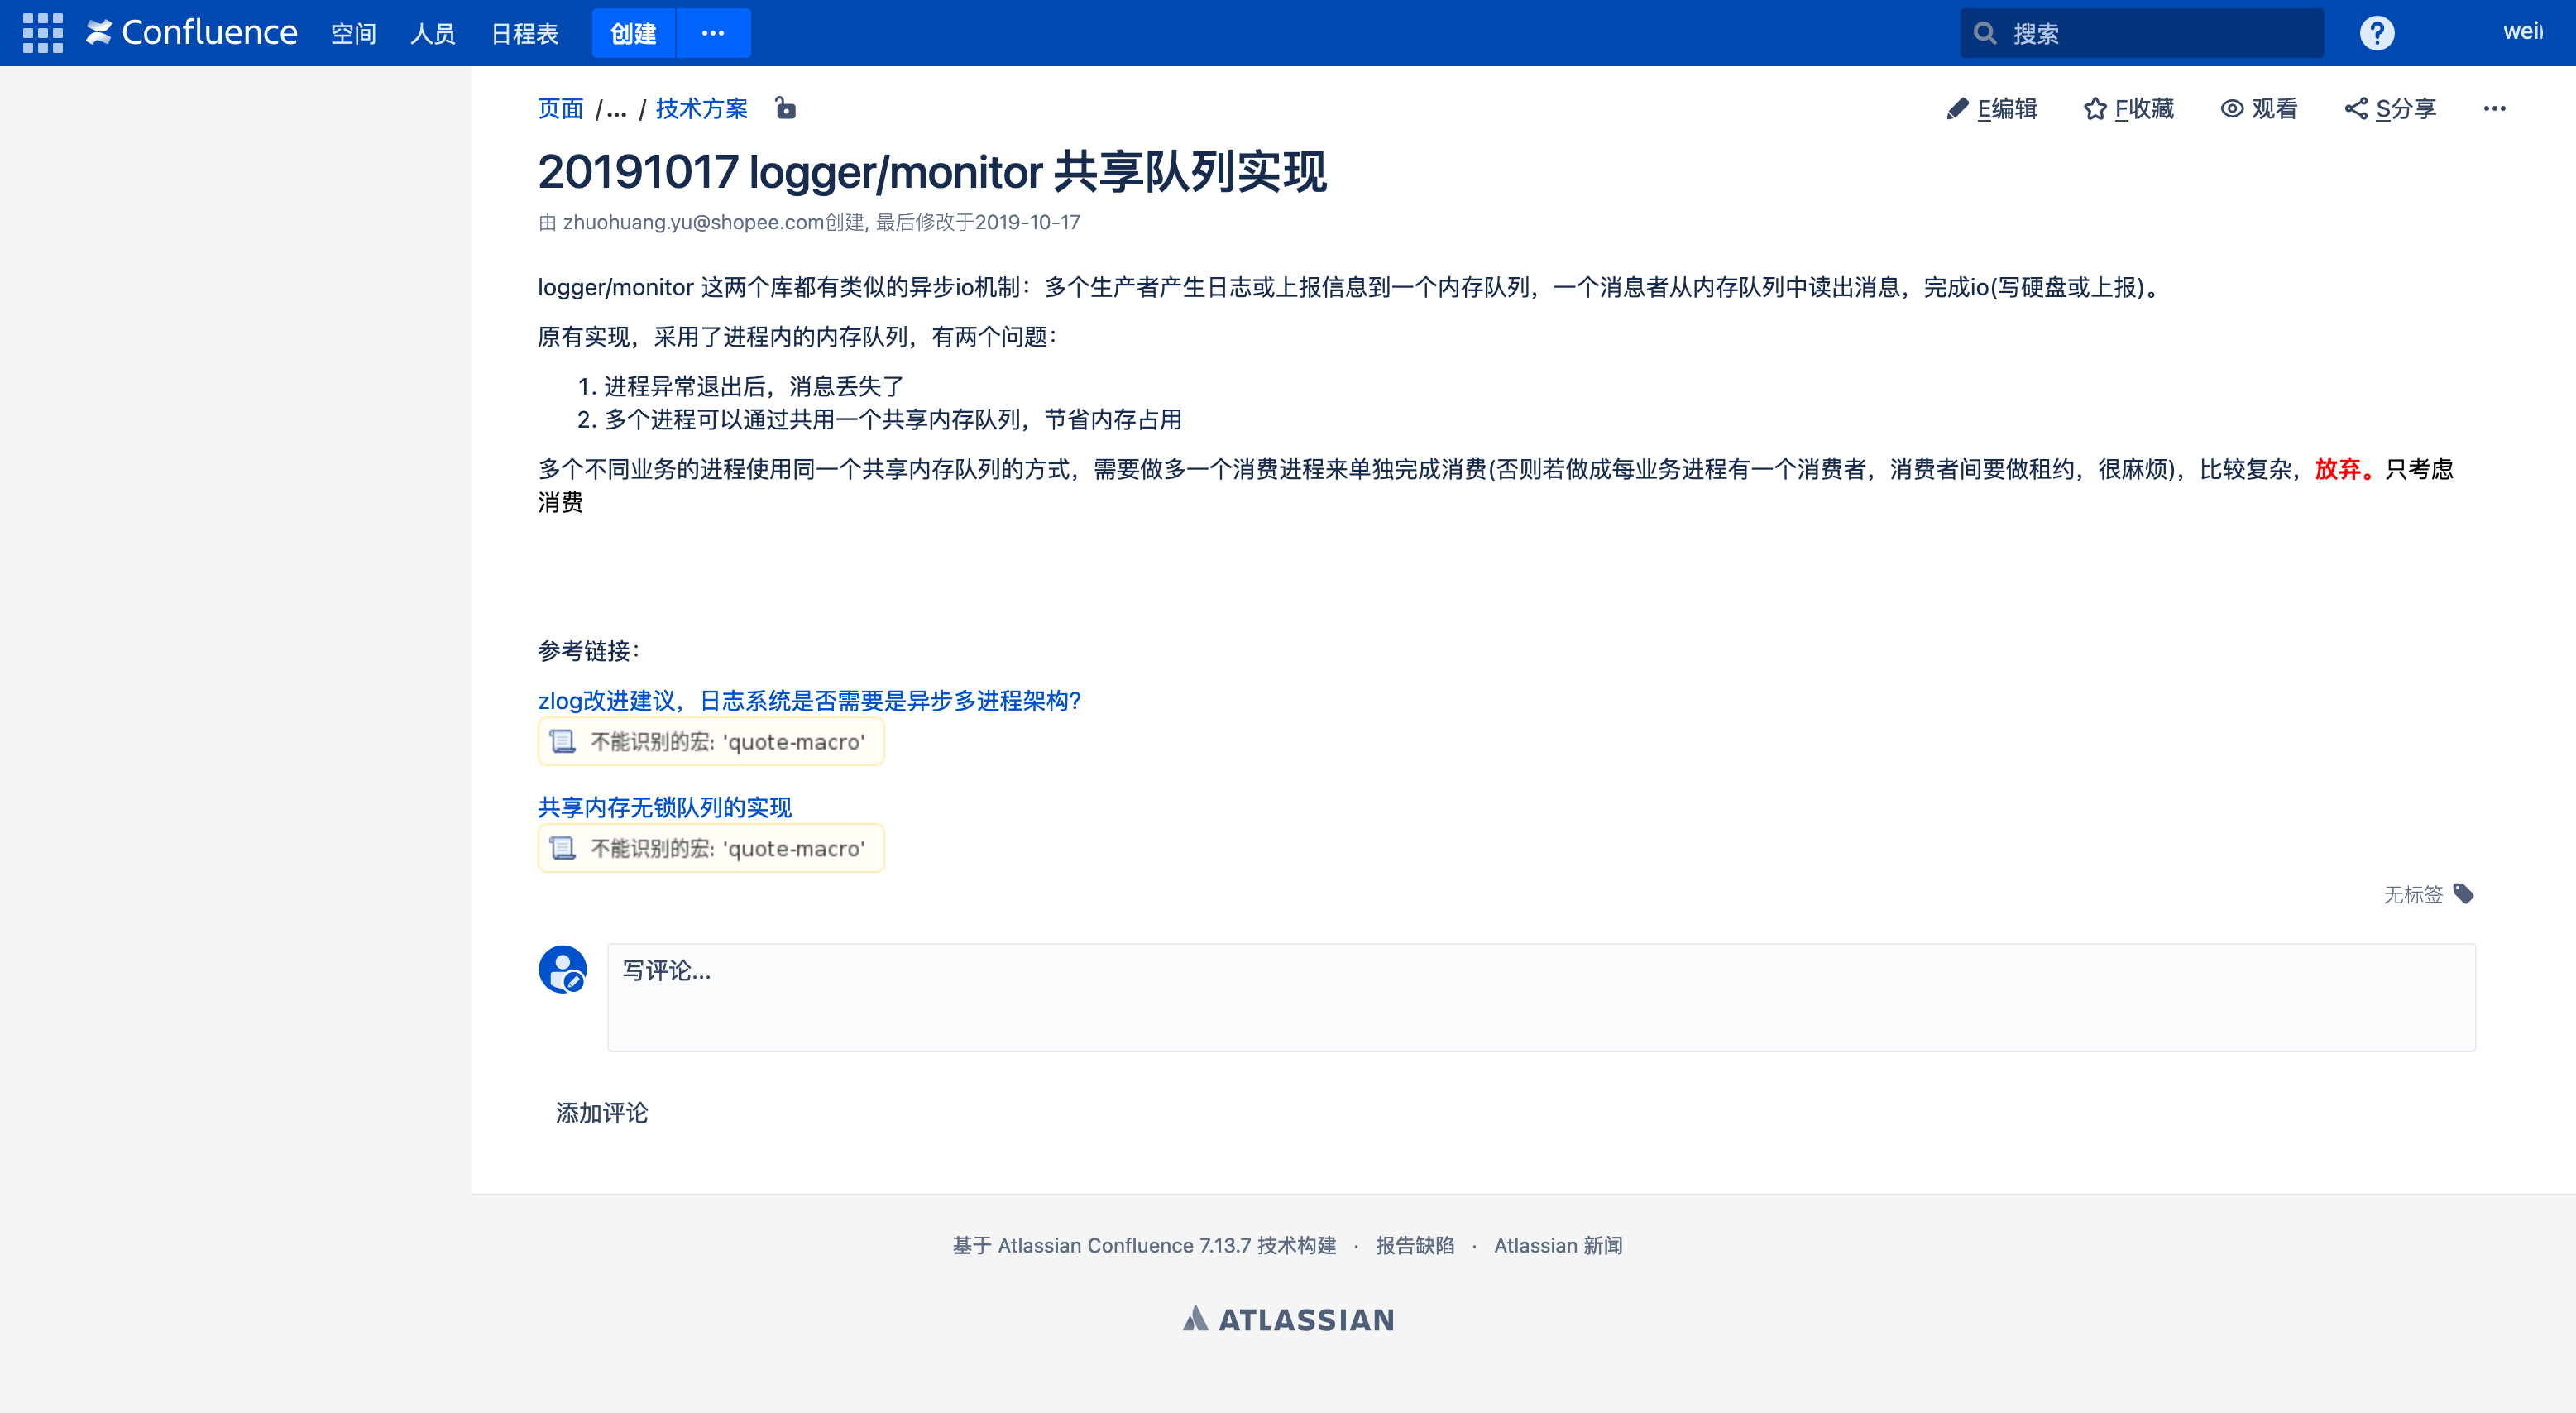 Confluence 空间 人员 日程表 创建 ··· 搜索 weii
页面 /... / 技术方案 E编辑 F收藏 观看 S分享 ···
20191017 logger/monitor 共享队列实现
由 zhuohuang.yu@shopee.com创建, 最后修改于2019-10-17
logger/monitor 这两个库都有类似的异步io机制：多个生产者产生日志或上报信息到一个内存队列，一个消息者从内存队列中读出消息，完成io(写硬盘或上报)。
原有实现，采用了进程内的内存队列，有两个问题：
1. 进程异常退出后，消息丢失了
2. 多个进程可以通过共用一个共享内存队列，节省内存占用
多个不同业务的进程使用同一个共享内存队列的方式，需要做多一个消费进程来单独完成消费(否则若做成每业务进程有一个消费者，消费者间要做租约，很麻烦)，比较复杂，放弃。只考虑
消费
参考链接：
zlog改进建议，日志系统是否需要是异步多进程架构?
不能识别的宏: 'quote-macro'
共享内存无锁队列的实现
不能识别的宏: 'quote-macro'
无标签
写评论...
添加评论
基于 Atlassian Confluence 7.13.7 技术构建 · 报告缺陷 · Atlassian 新闻
ATLASSIAN